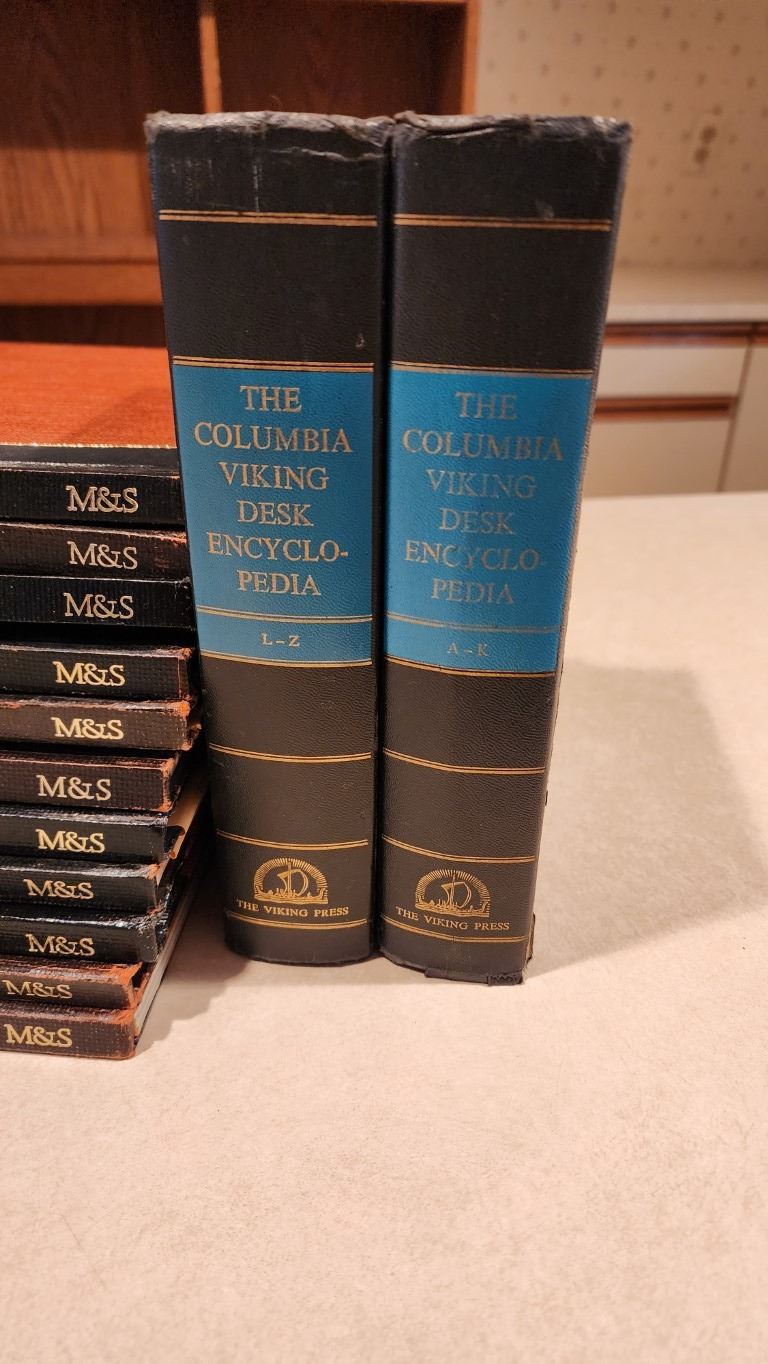 M&S
M&S
M&S
M&S
M&S
M&S
M&S
M&S
M&S
M&S
M&S
THE
COLUMBIA
VIKING
DESK
ENCYCLO-
PEDIA
L-Z
THE VIKING PRESS
THE
COLUMBIA
VIKING
DESK
ENCYCLO-
PEDIA
A-K
THE VIKING PRESS